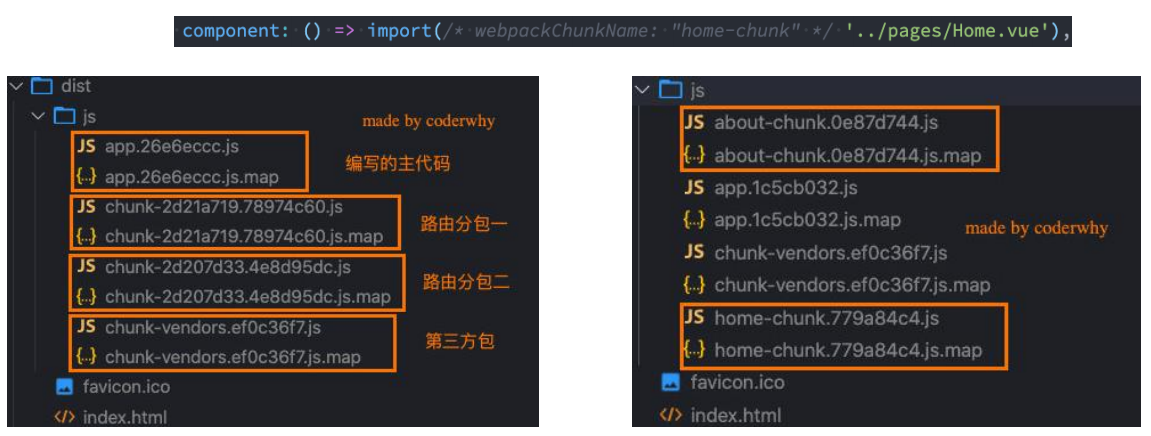 component: () => import(/* webpackChunkName: "home-chunk" */ '../pages/Home.vue'),
dist
js
made by coderwhy
JS app.26e6eccc.js
编写的主代码
{..} app.26e6eccc.js.map
JS chunk-2d21a719.78974c60.js
路由分包一
{..} chunk-2d21a719.78974c60.js.map
JS chunk-2d207d33.4e8d95dc.js
路由分包二
{..} chunk-2d207d33.4e8d95dc.js.map
JS chunk-vendors.ef0c36f7.js
第三方包
{..} chunk-vendors.ef0c36f7.js.map
favicon.ico
</> index.html
js
JS about-chunk.0e87d744.js
{..} about-chunk.0e87d744.js.map
JS app.1c5cb032.js
{..} app.1c5cb032.js.map
made by coderwhy
JS chunk-vendors.ef0c36f7.js
{..} chunk-vendors.ef0c36f7.js.map
JS home-chunk.779a84c4.js
{..} home-chunk.779a84c4.js.map
favicon.ico
</> index.html